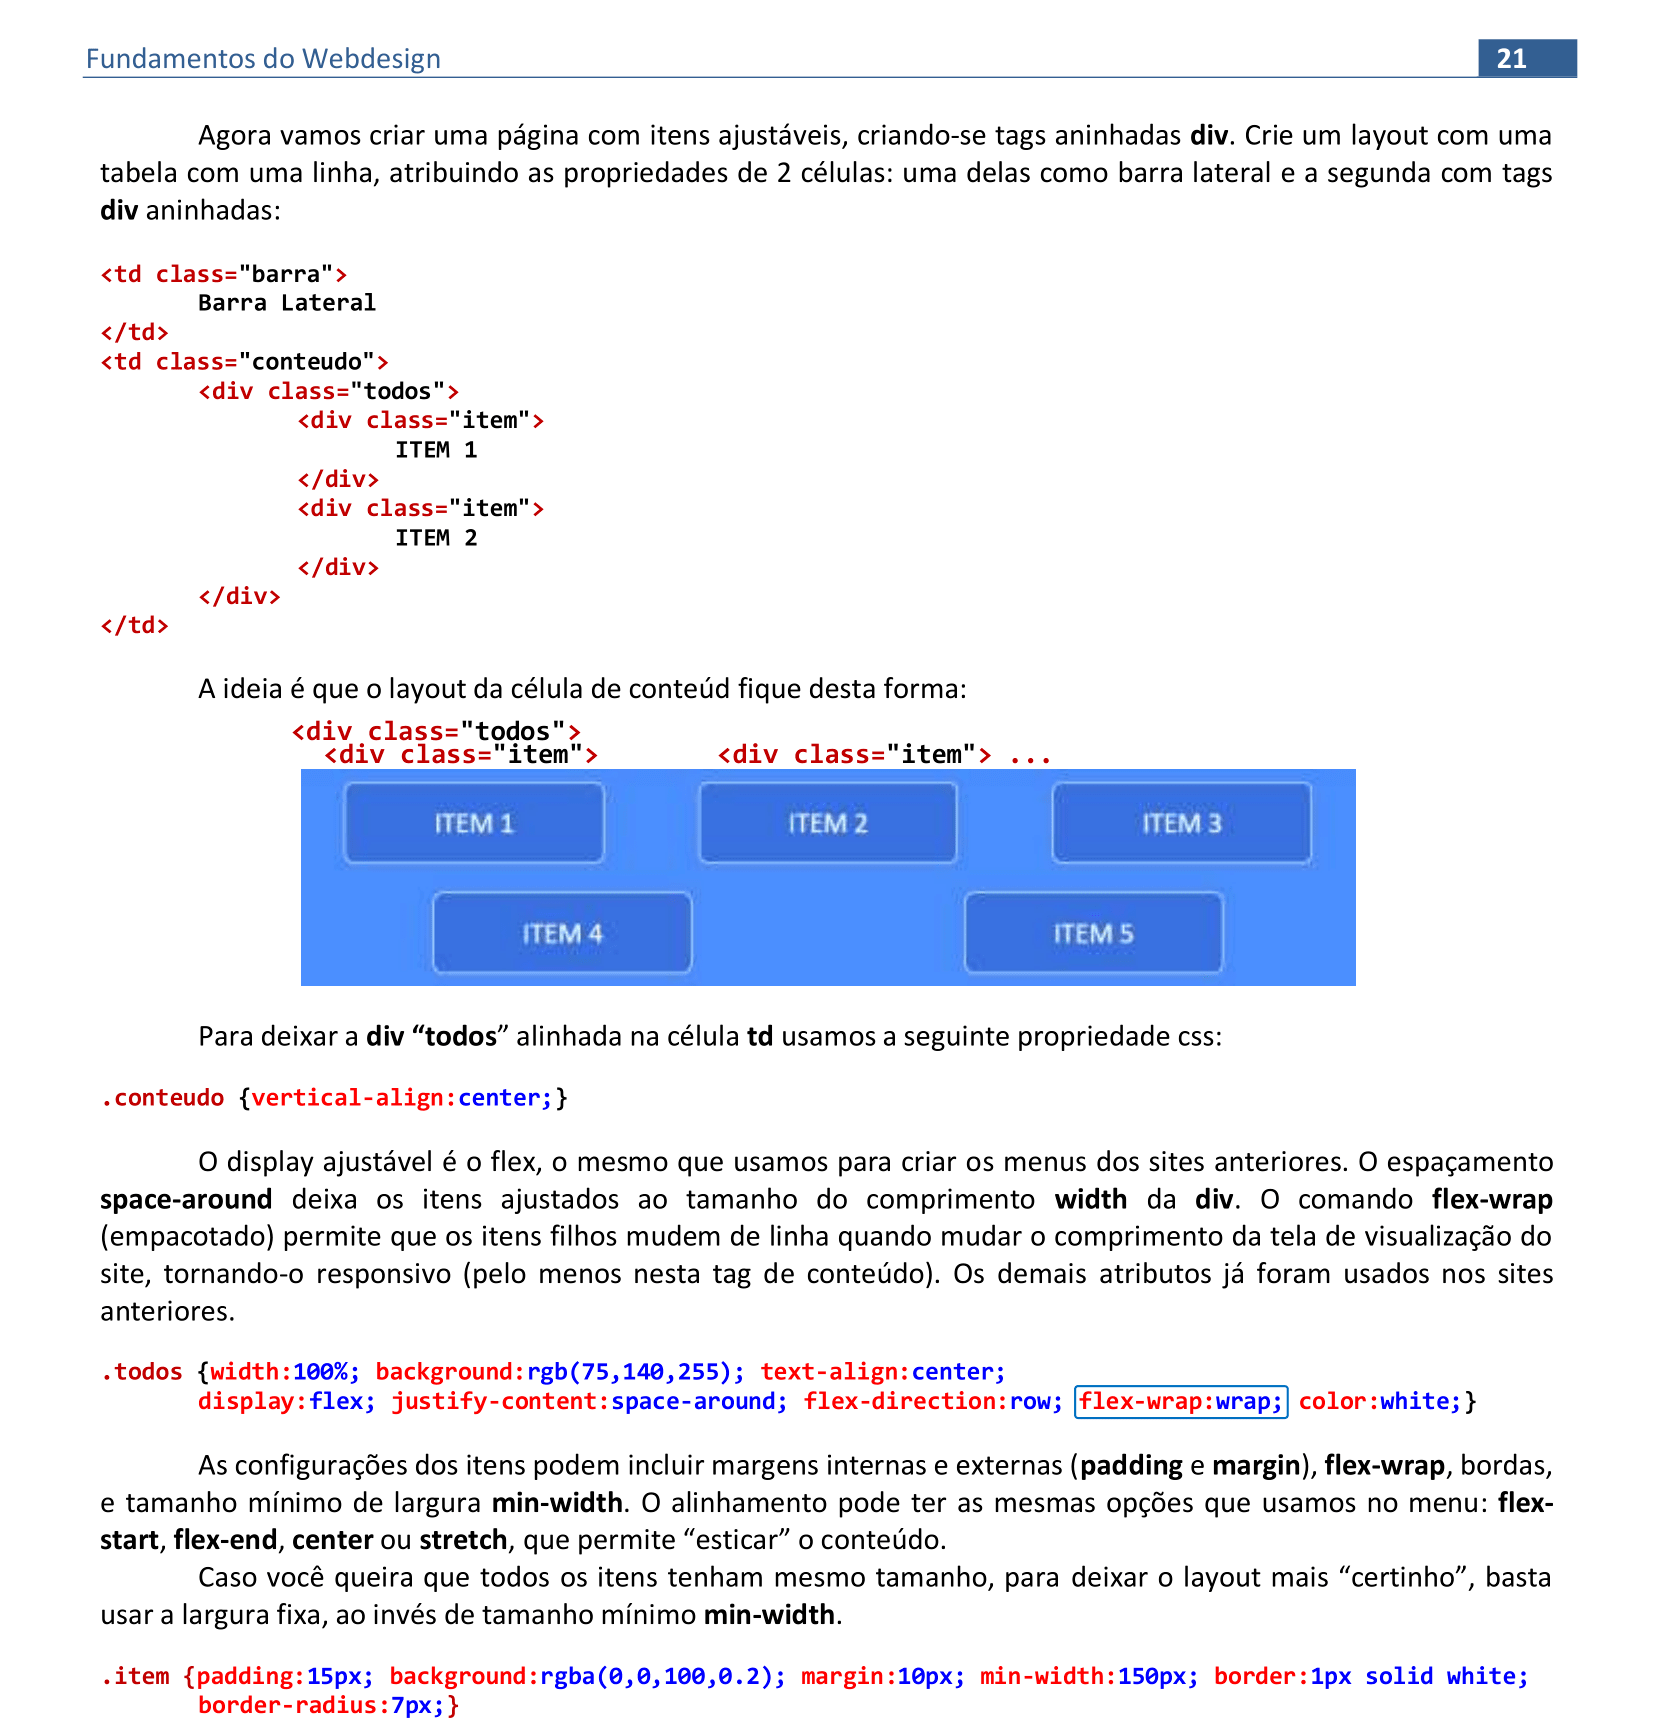 Fundamentos do Webdesign 21
Agora vamos criar uma página com itens ajustáveis, criando-se tags aninhadas div. Crie um layout com uma
tabela com uma linha, atribuindo as propriedades de 2 células: uma delas como barra lateral e a segunda com tags
div aninhadas:
<td class="barra">
Barra Lateral
</td>
<td class="conteudo">
<div class="todos">
<div class="item">
ITEM 1
</div>
<div class="item">
ITEM 2
</div>
</div>
</td>
A ideia é que o layout da célula de conteúd fique desta forma:
<div class="todos">
<div class="item"> <div class="item"> ...
ITEM 1 ITEM 2 ITEM 3
ITEM 4 ITEM 5
Para deixar a div “todos” alinhada na célula td usamos a seguinte propriedade css:
.conteudo {vertical-align:center;}
O display ajustável é o flex, o mesmo que usamos para criar os menus dos sites anteriores. O espaçamento
space-around deixa os itens ajustados ao tamanho do comprimento width da div. O comando flex-wrap
(empacotado) permite que os itens filhos mudem de linha quando mudar o comprimento da tela de visualização do
site, tornando-o responsivo (pelo menos nesta tag de conteúdo). Os demais atributos já foram usados nos sites
anteriores.
.todos {width:100%; background:rgb(75,140,255); text-align:center;
display:flex; justify-content:space-around; flex-direction:row; flex-wrap:wrap; color:white;}
As configurações dos itens podem incluir margens internas e externas (padding e margin), flex-wrap, bordas,
e tamanho mínimo de largura min-width. O alinhamento pode ter as mesmas opções que usamos no menu: flex-
start, flex-end, center ou stretch, que permite “esticar” o conteúdo.
Caso você queira que todos os itens tenham mesmo tamanho, para deixar o layout mais “certinho”, basta
usar a largura fixa, ao invés de tamanho mínimo min-width.
.item {padding:15px; background:rgba(0,0,100,0.2); margin:10px; min-width:150px; border:1px solid white;
border-radius:7px;}